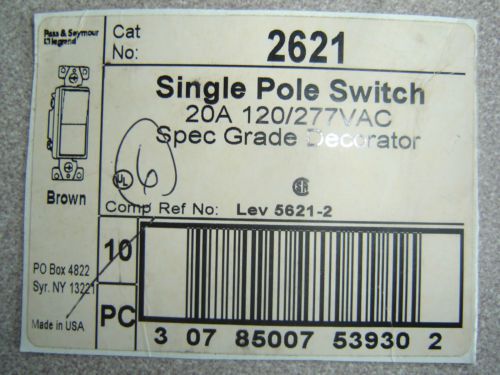 Pass & Seymour
legrand
Cat
No:
2621
Single Pole Switch
20A 120/277VAC
Spec Grade Decorator
6
UL
Brown
Comp Ref No: Lev 5621-2
10
PC
PO Box 4822
Syr. NY 13221
Made in USA
3 07 85007 53930 2